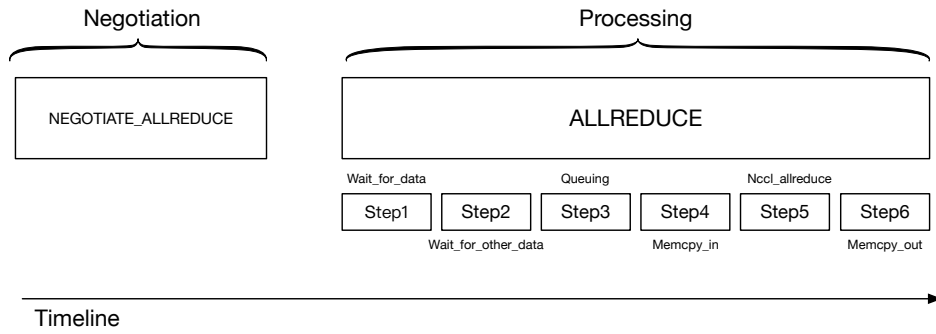 Negotiation
Processing
NEGOTIATE_ALLREDUCE
ALLREDUCE
Wait_for_data
Queuing
Nccl_allreduce
Step1
Step2
Step3
Step4
Step5
Step6
Wait_for_other_data
Memcpy_in
Memcpy_out
Timeline